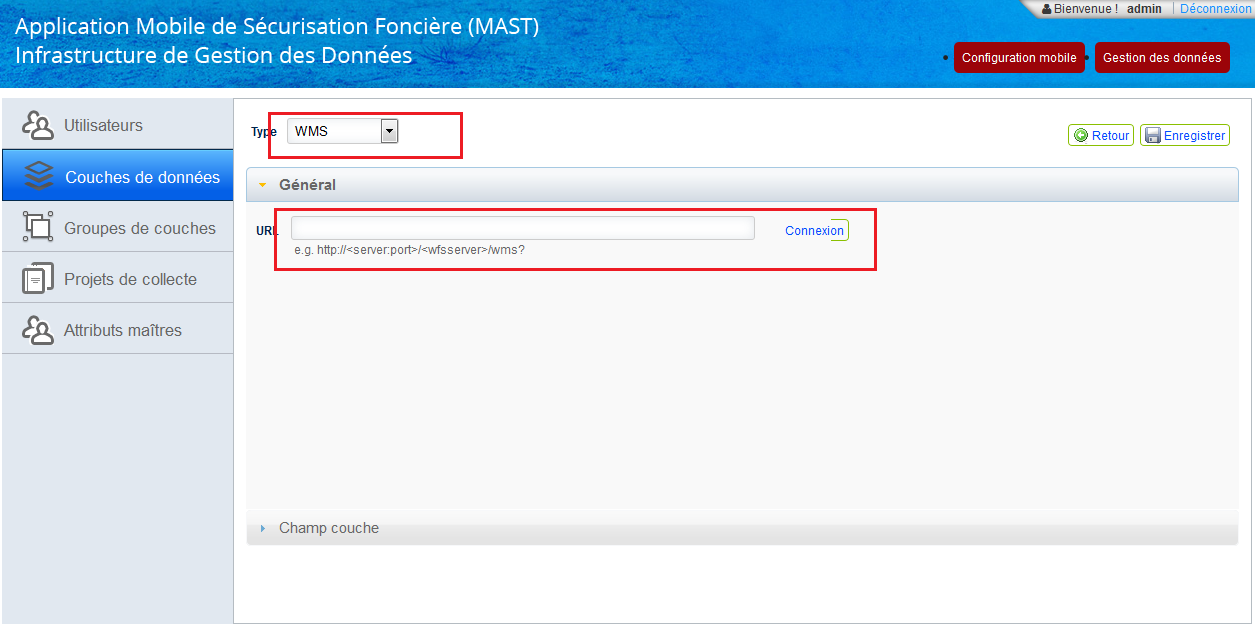 Application Mobile de Sécurisation Foncière (MAST)
Infrastructure de Gestion des Données
Bienvenue ! admin Déconnexion
Configuration mobile
Gestion des données
Utilisateurs
Couches de données
Groupes de couches
Projets de collecte
Attributs maîtres
Type WMS
Retour
Enregistrer
Général
URL
Connexion
e.g. http://<server:port>/<wfsserver>/wms?
Champ couche